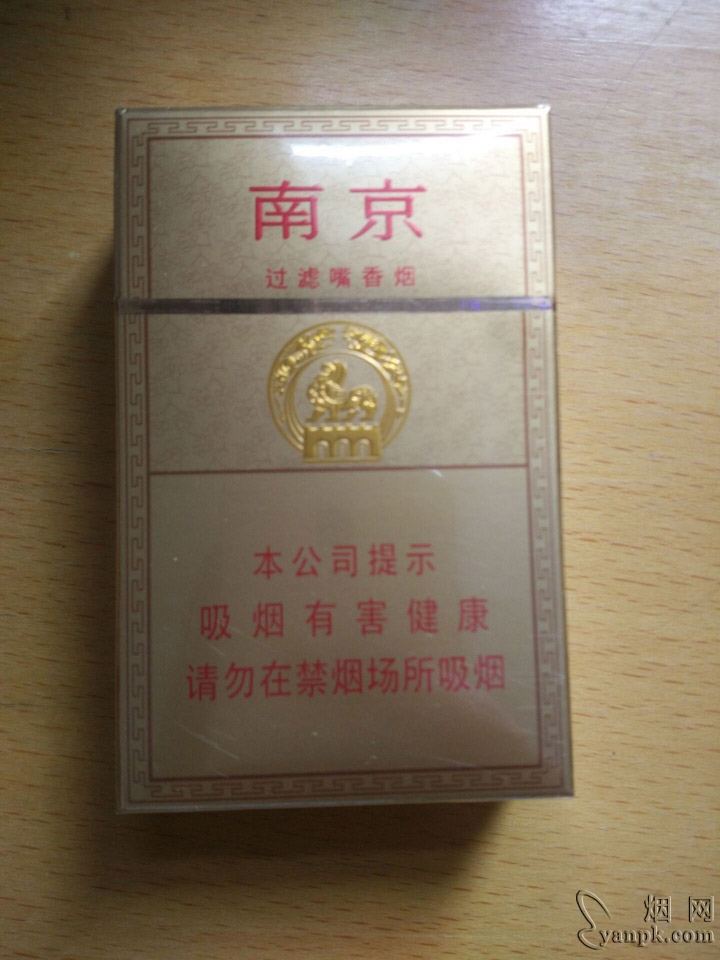 南京
过滤嘴香烟
本公司提示
吸烟有害健康
请勿在禁烟场所吸烟
烟网
yanpk.com